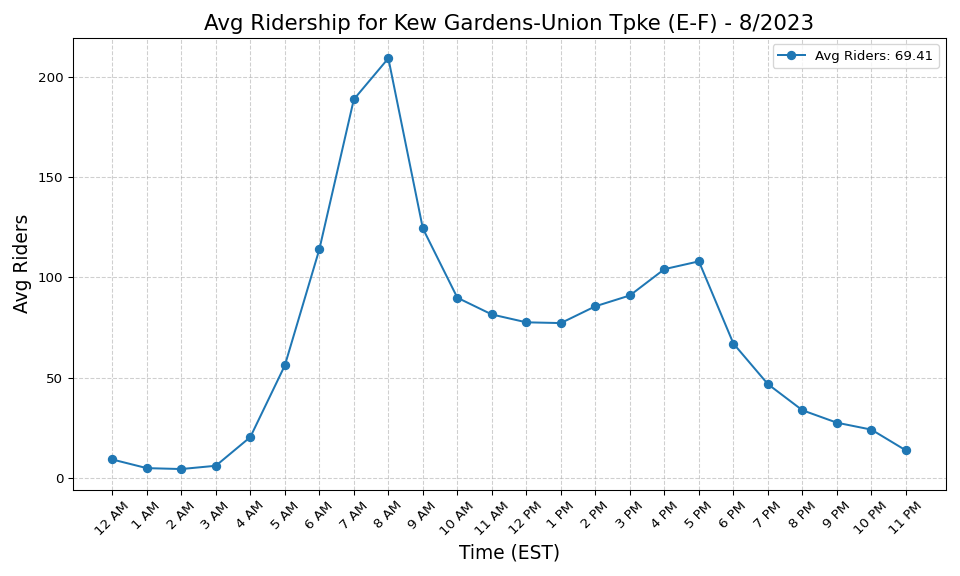 Avg Ridership for Kew Gardens-Union Tpke (E-F) - 8/2023
Avg Riders: 69.41
Avg Riders
200
150
100
50
0
12 AM 1 AM 2 AM 3 AM 4 AM 5 AM 6 AM 7 AM 8 AM 9 AM 10 AM 11 AM 12 PM 1 PM 2 PM 3 PM 4 PM 5 PM 6 PM 7 PM 8 PM 9 PM 10 PM 11 PM
Time (EST)